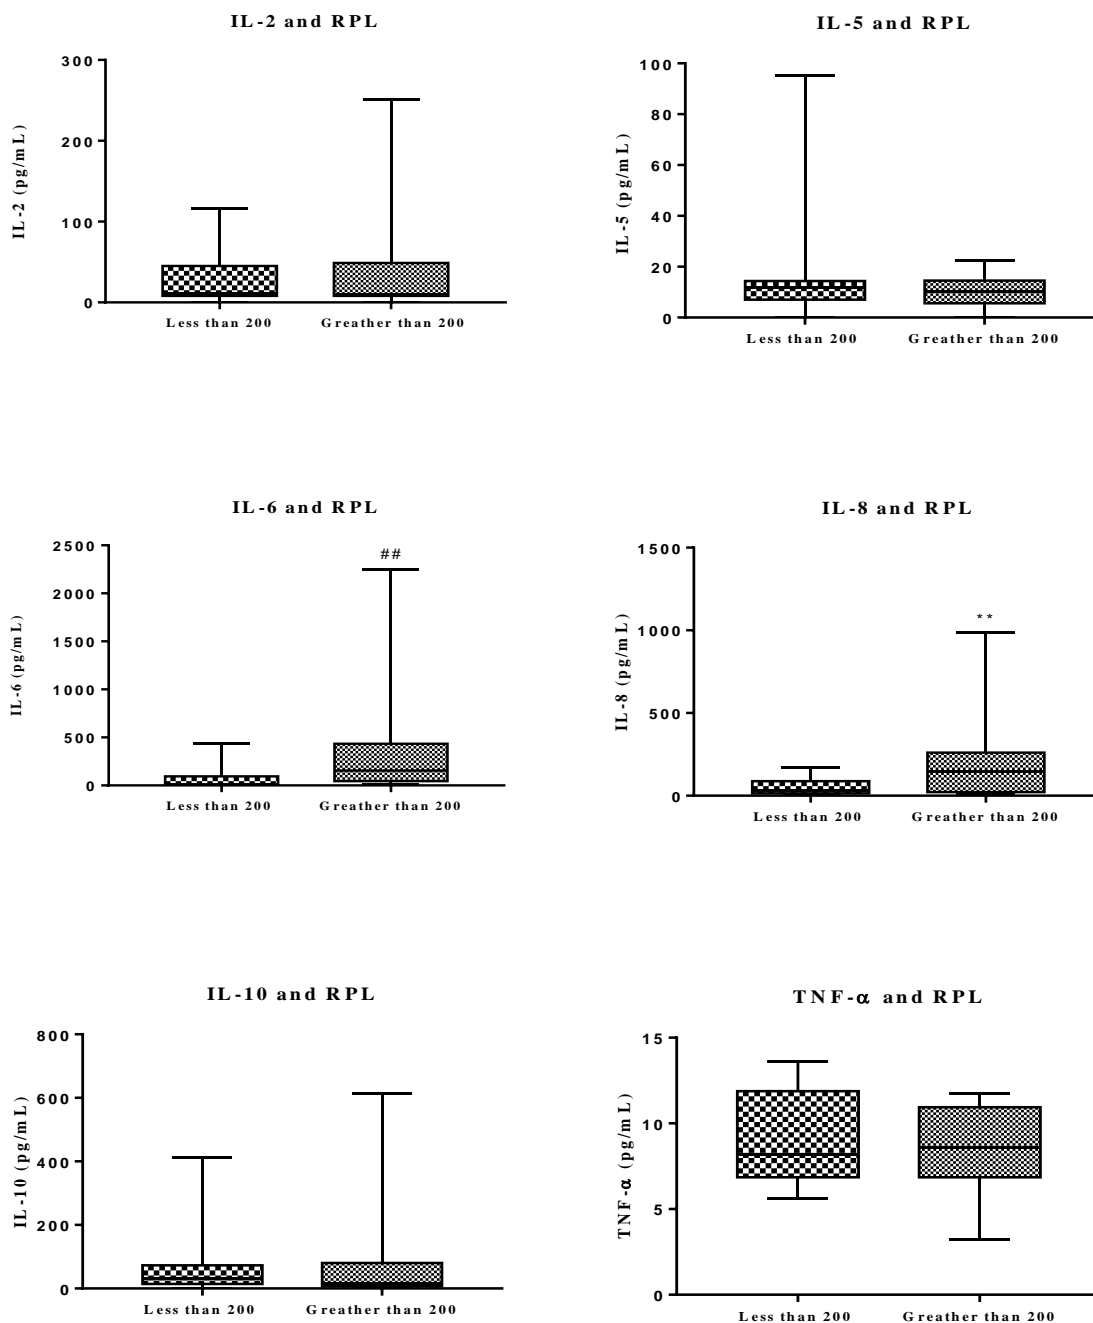 IL-2 and RPL
300
200
100
0
IL-2 (pg/mL)
Less than 200 Greather than 200
IL-5 and RPL
100
80
60
40
20
0
IL-5 (pg/mL)
Less than 200 Greather than 200
IL-6 and RPL
2500
2000
1500
1000
500
0
IL-6 (pg/mL)
##
Less than 200 Greather than 200
IL-8 and RPL
1500
1000
500
0
IL-8 (pg/mL)
**
Less than 200 Greather than 200
IL-10 and RPL
800
600
400
200
0
IL-10 (pg/mL)
Less than 200 Greather than 200
TNF-α and RPL
15
10
5
0
TNF-α (pg/mL)
Less than 200 Greather than 200